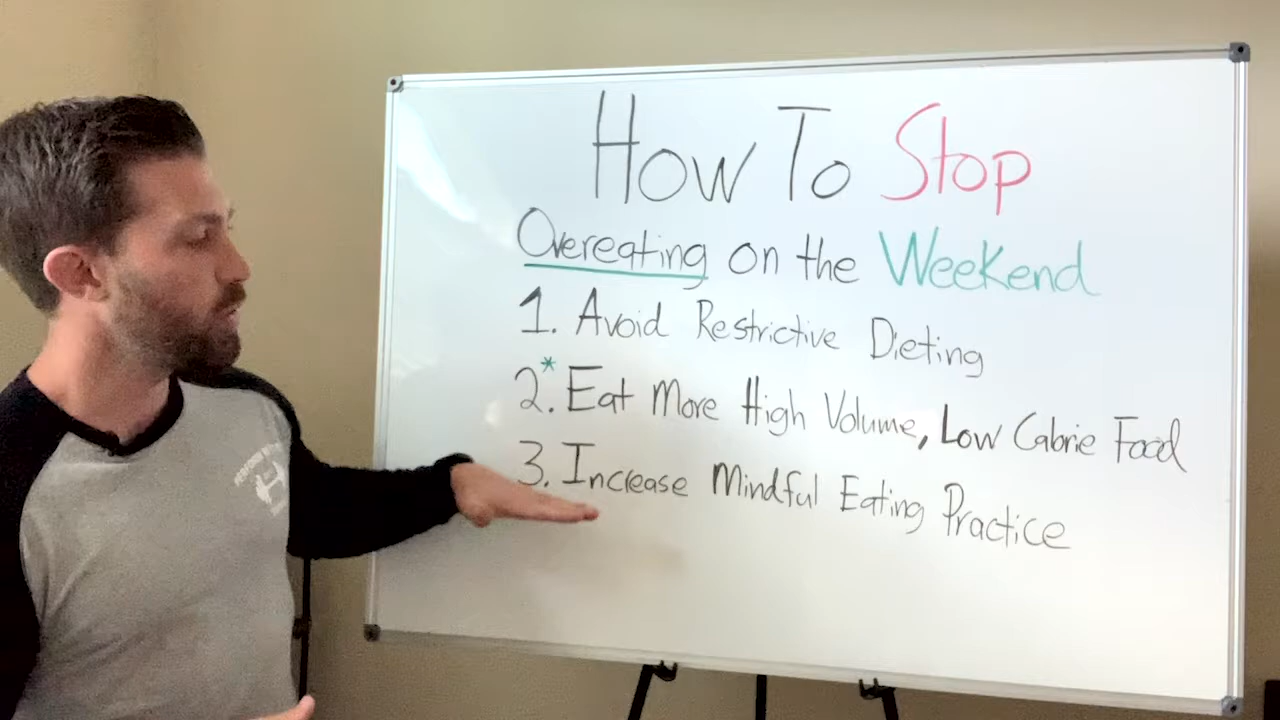 How To Stop
Overeating on the Weekend
1. Avoid Restrictive Dieting
2.* Eat More High Volume, Low Calorie Food
3. Increase Mindful Eating Practice